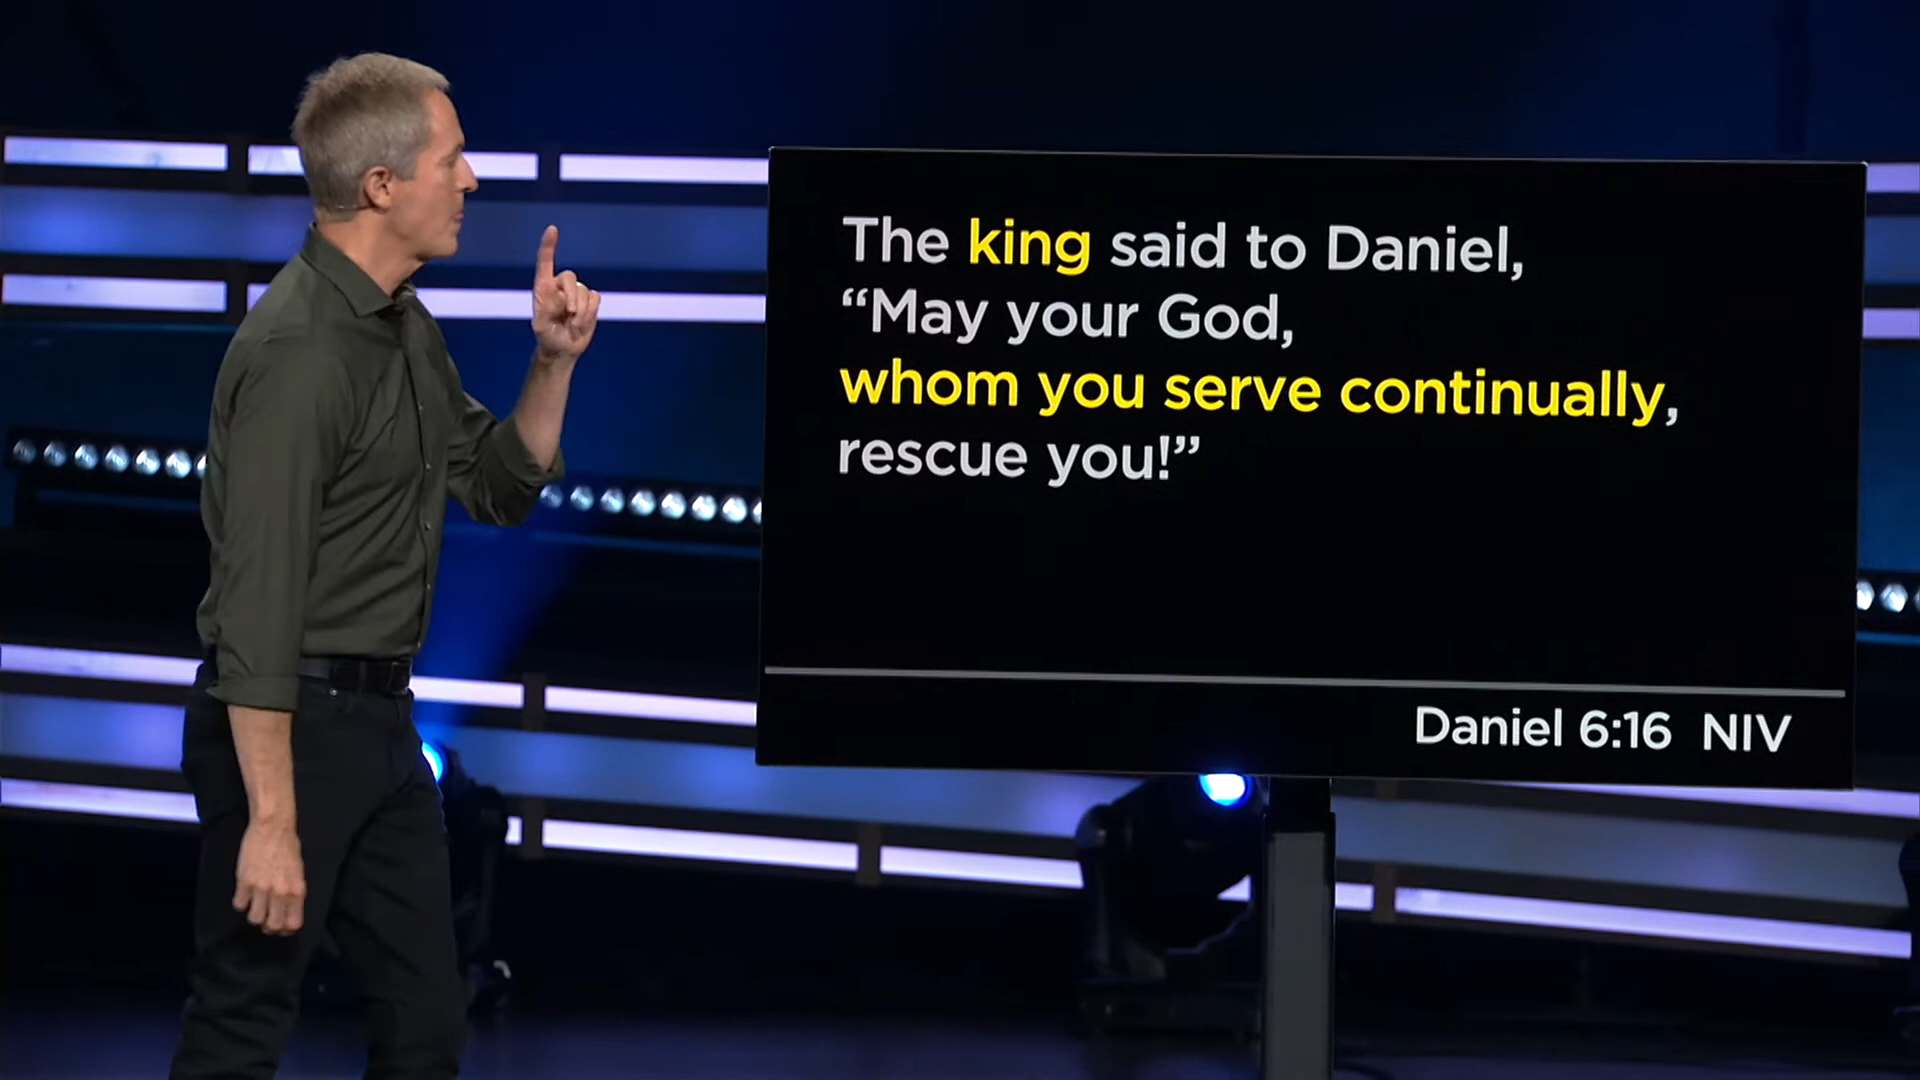 The king said to Daniel,
“May your God,
whom you serve continually,
rescue you!”
Daniel 6:16 NIV